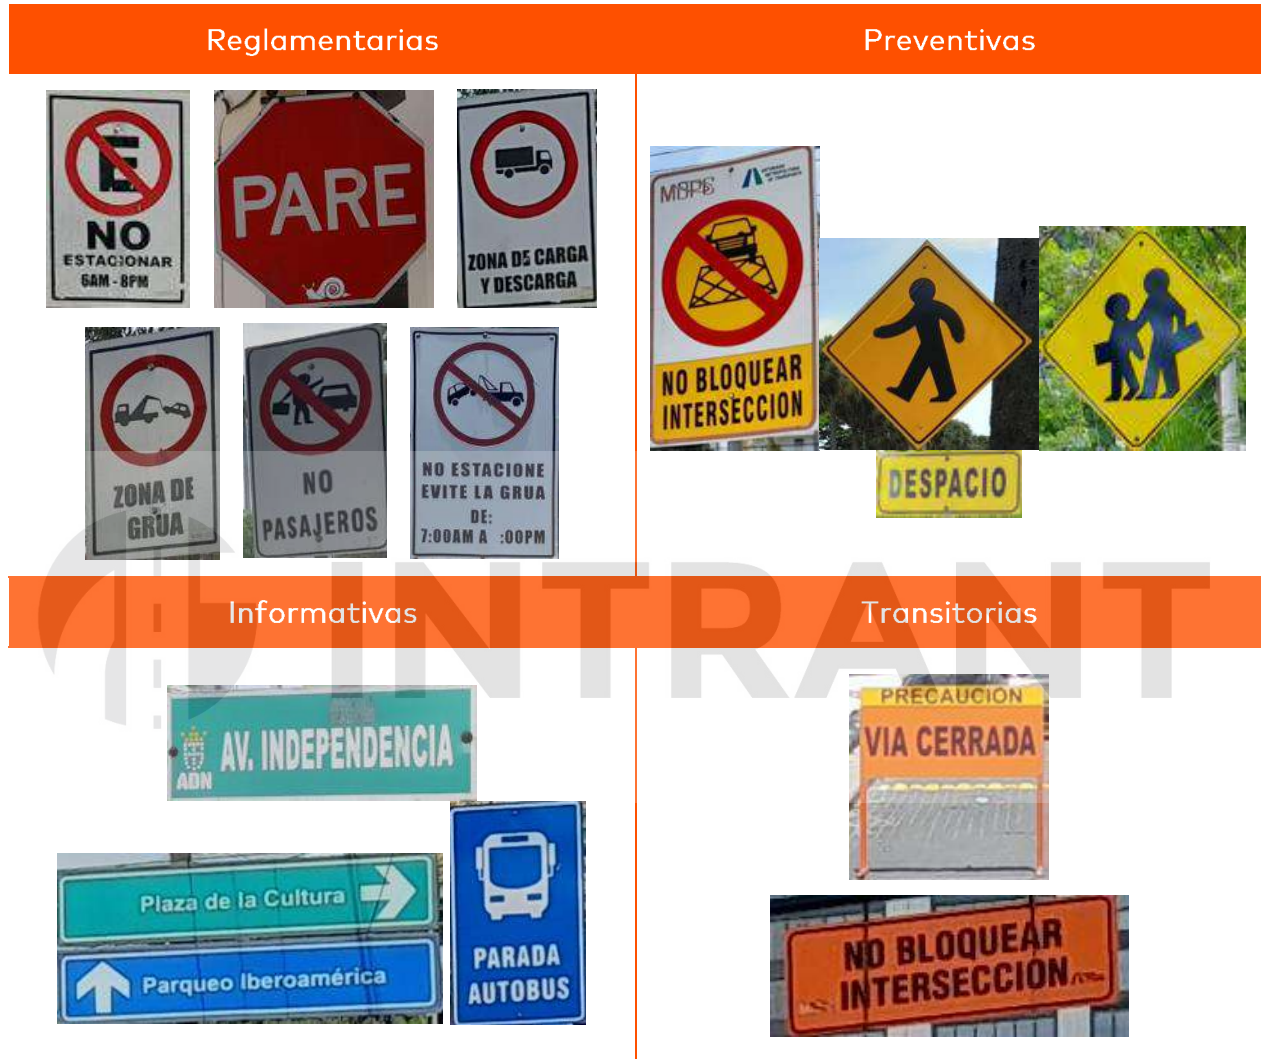 Reglamentarias
Preventivas
E
NO
ESTACIONAR
6AM - 8PM
PARE
ZONA DE CARGA
Y DESCARGA
ZONA DE
GRUA
NO
PASAJEROS
NO ESTACIONE
EVITE LA GRUA
DE:
7:00AM A :00PM
NO BLOQUEAR
INTERSECCION
DESPACIO
INTRANT
Informativas
Transitorias
AV. INDEPENDENCIA
ADN
Plaza de la Cultura
Parqueo Iberoamérica
PARADA
AUTOBUS
PRECAUCION
VIA CERRADA
NO BLOQUEAR
INTERSECCION